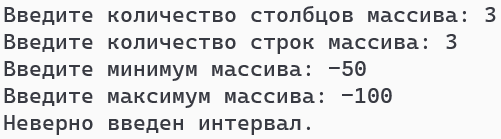 Введите количество столбцов массива: 3
Введите количество строк массива: 3
Введите минимум массива: -50
Введите максимум массива: -100
Неверно введен интервал.